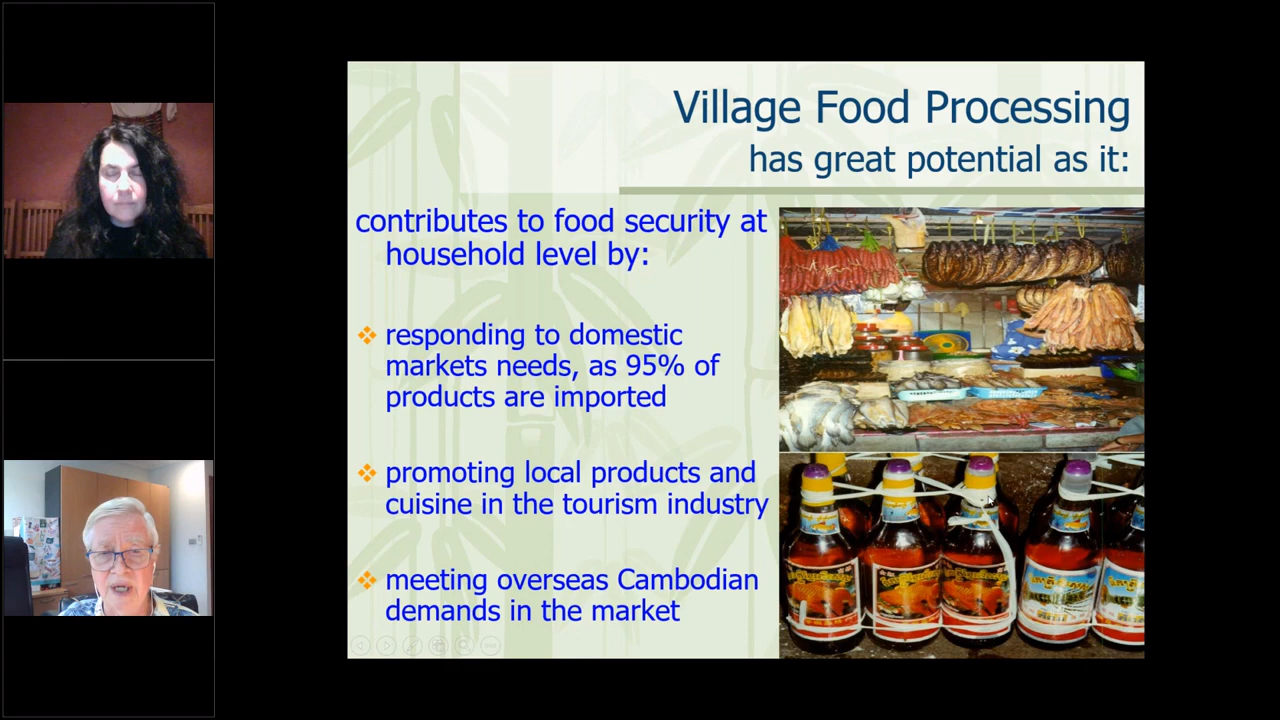 Village Food Processing
has great potential as it:
contributes to food security at
household level by:
responding to domestic
markets needs, as 95% of
products are imported
promoting local products and
cuisine in the tourism industry
meeting overseas Cambodian
demands in the market